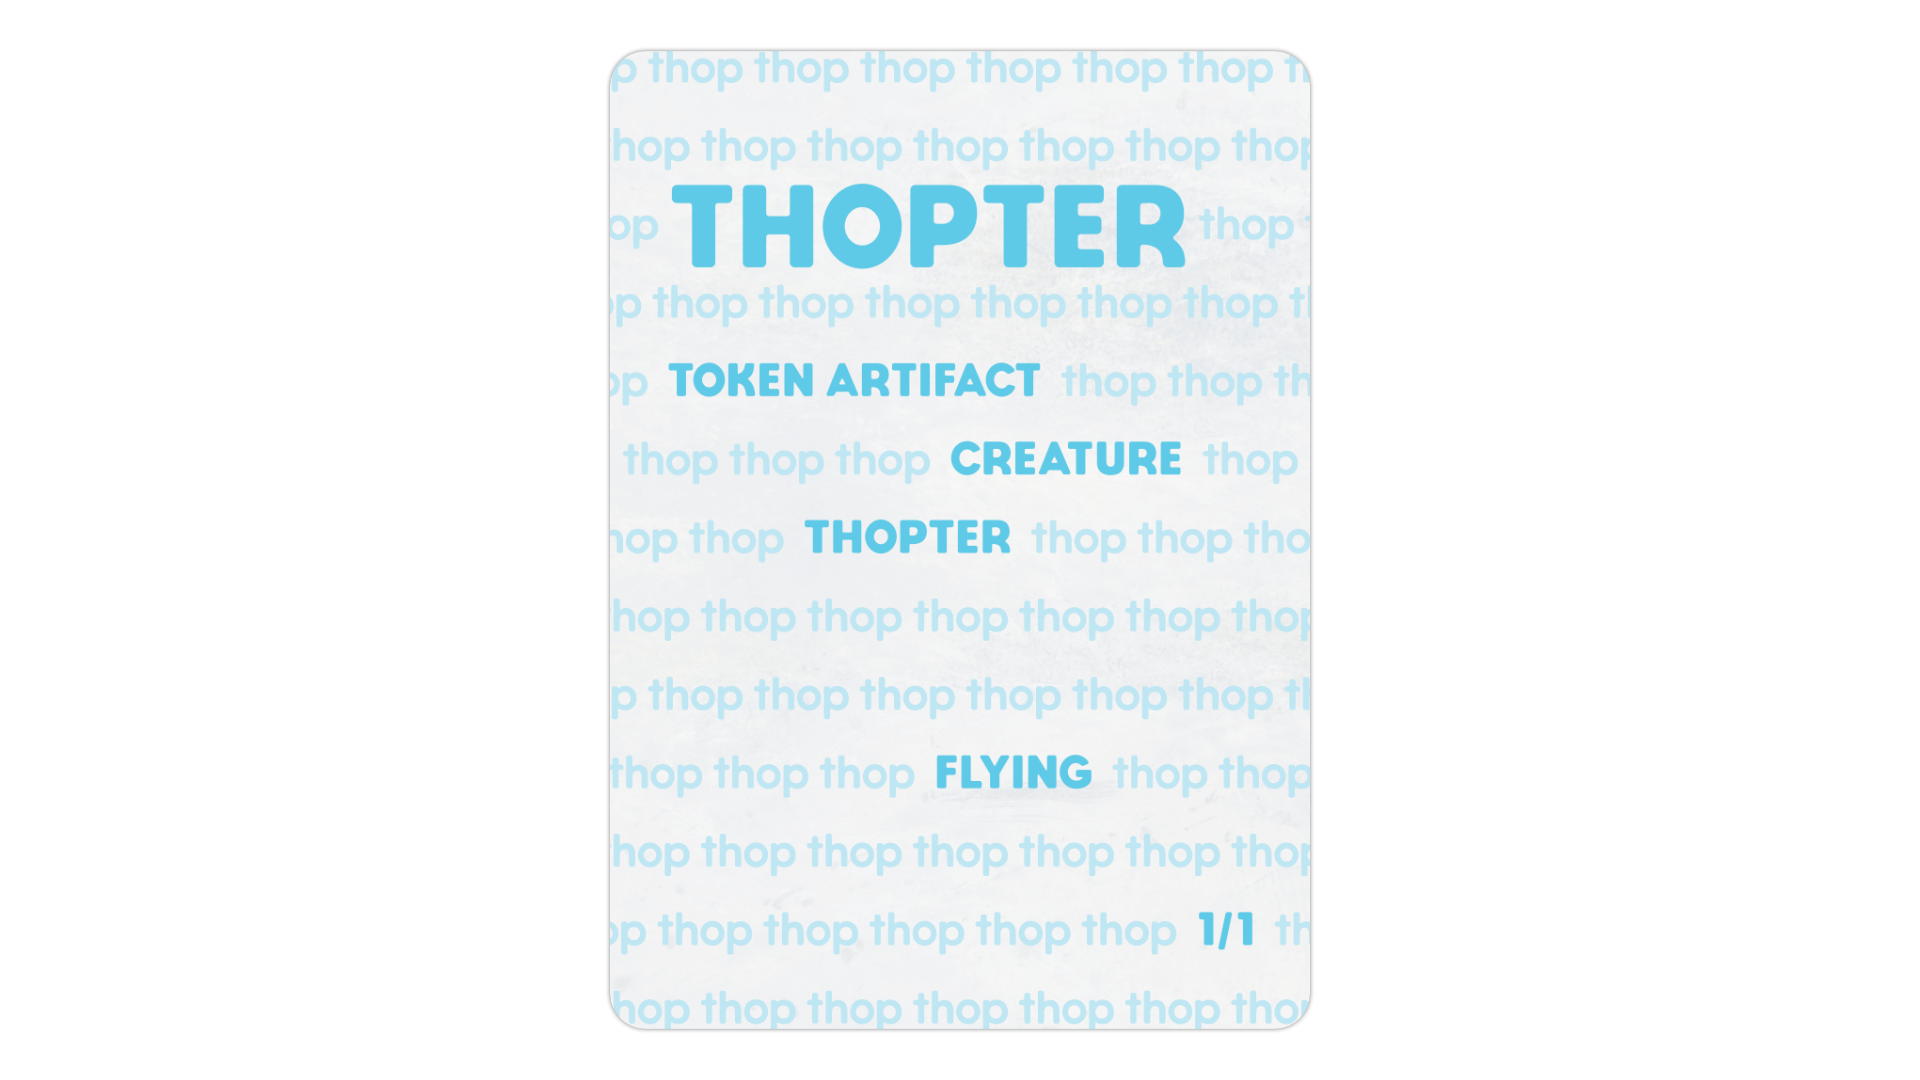 p thop thop thop thop thop thop th
hop thop thop thop thop thop thop
op THOPTER thop
op thop thop thop thop thop thop t
op TOKEN ARTIFACT thop thop th
thop thop thop CREATURE thop
hop thop THOPTER thop thop tho
hop thop thop thop thop thop thop
p thop thop thop thop thop thop th
thop thop thop FLYING thop thop
hop thop thop thop thop thop thop
op thop thop thop thop thop 1/1 th
hop thop thop thop thop thop thop